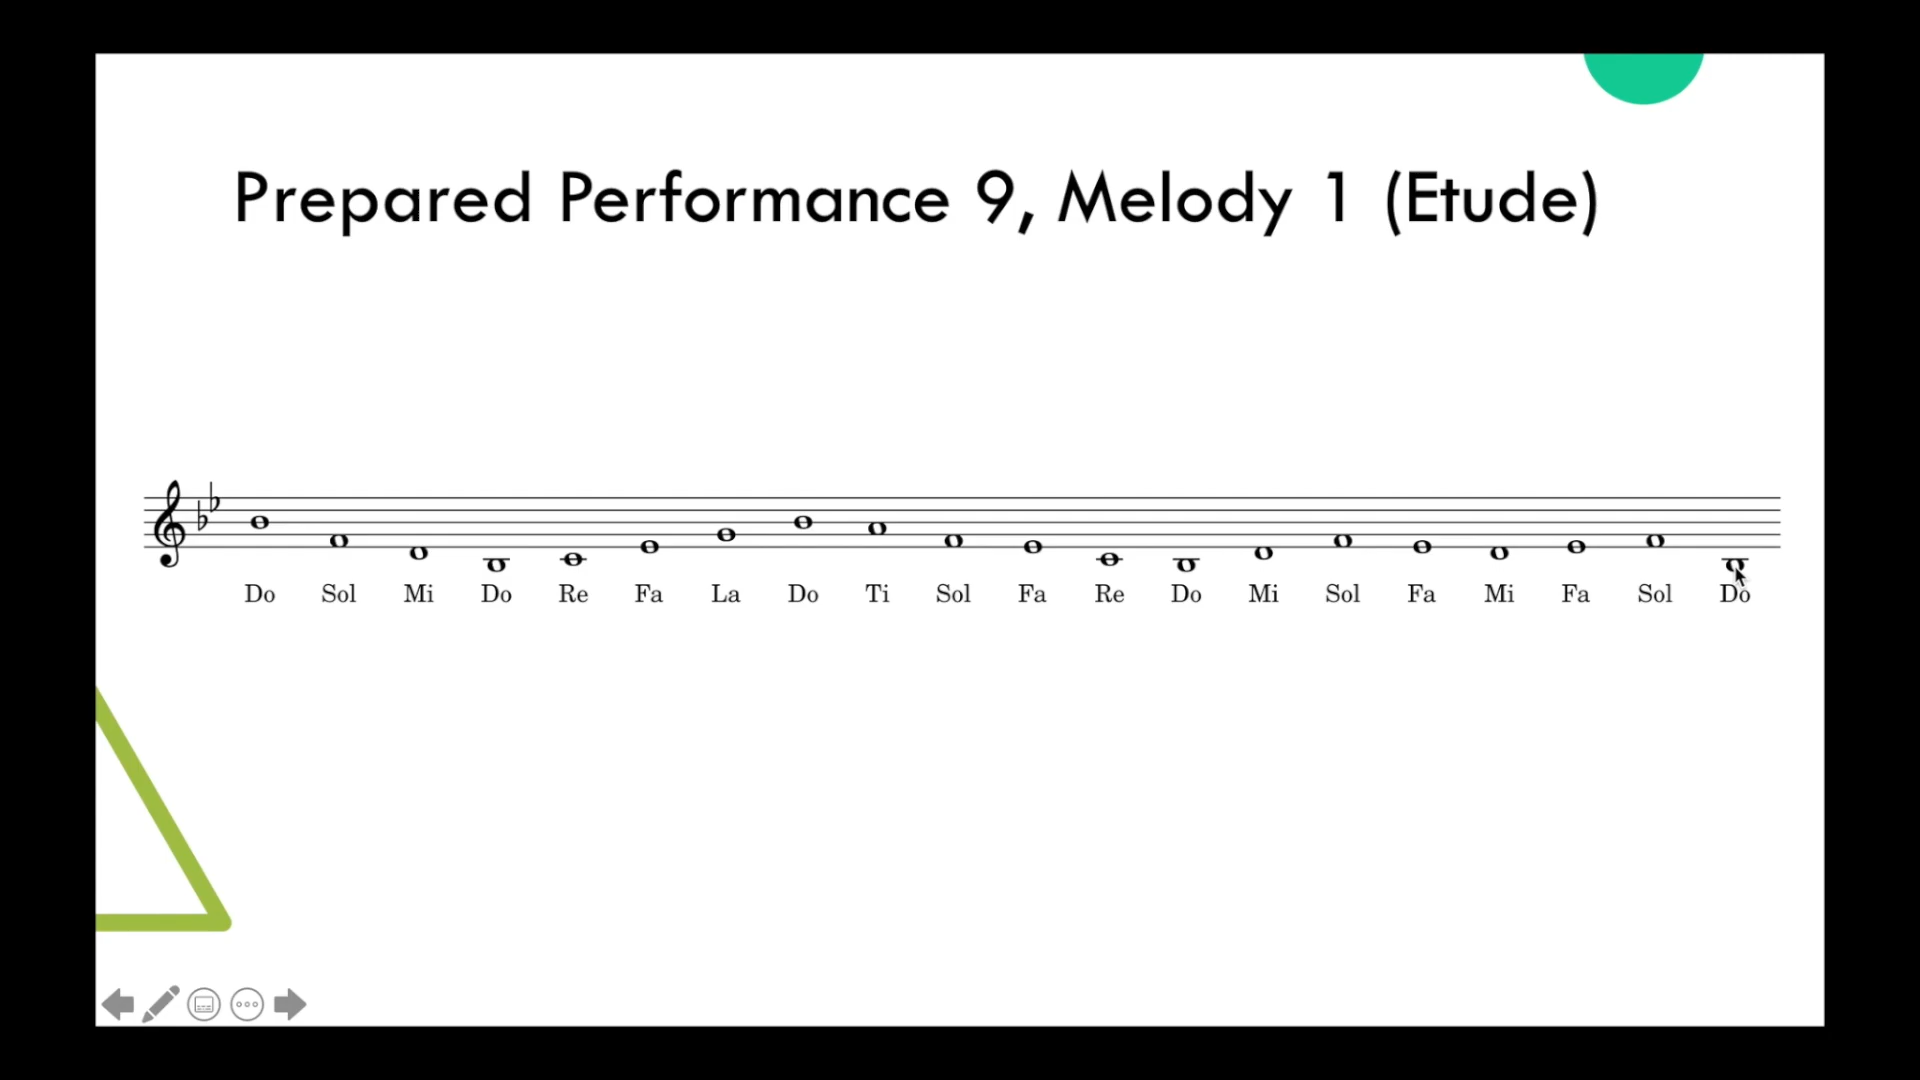 Prepared Performance 9, Melody 1 (Etude)
Do Sol Mi Do Re Fa La Do Ti Sol Fa Re Do Mi Sol Fa Mi Fa Sol Do